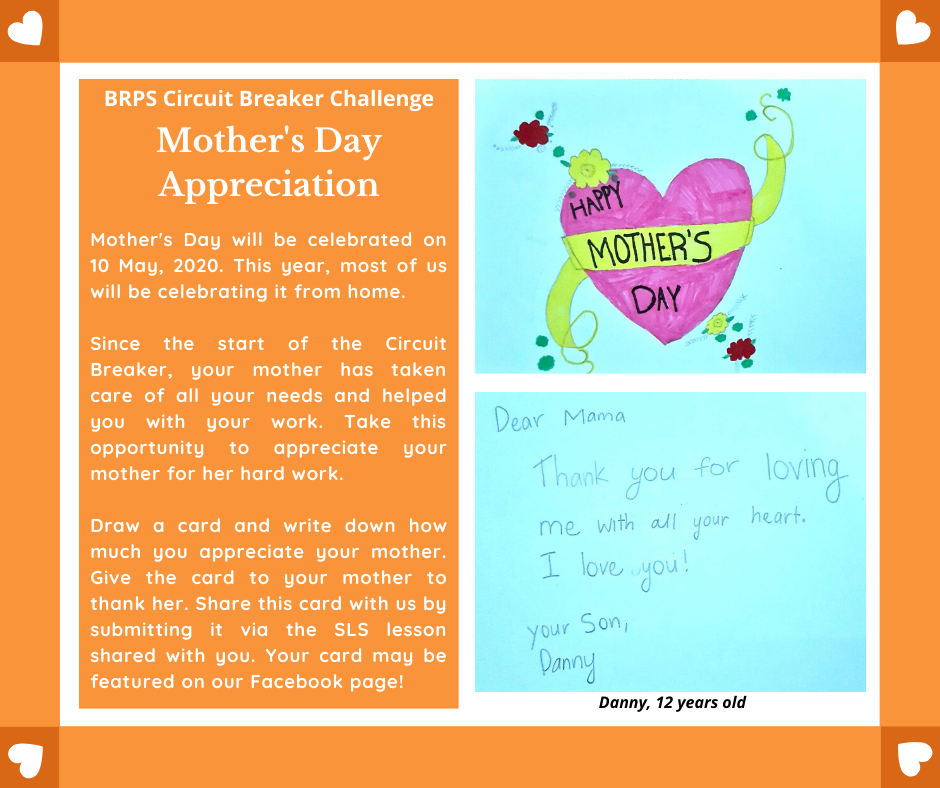 BRPS Circuit Breaker Challenge
Mother's Day
Appreciation
Mother's Day will be celebrated on
10 May, 2020. This year, most of us
will be celebrating it from home.
Since the start of the Circuit
Breaker, your mother has taken
care of all your needs and helped
you with your work. Take this
opportunity to appreciate your
mother for her hard work.
Draw a card and write down how
much you appreciate your mother.
Give the card to your mother to
thank her. Share this card with us by
submitting it via the SLS lesson
shared with you. Your card may be
featured on our Facebook page!
HAPPY
MOTHER'S
DAY
Dear Mama
Thank you for loving
me with all your heart.
I love you!
your Son,
Danny
Danny, 12 years old